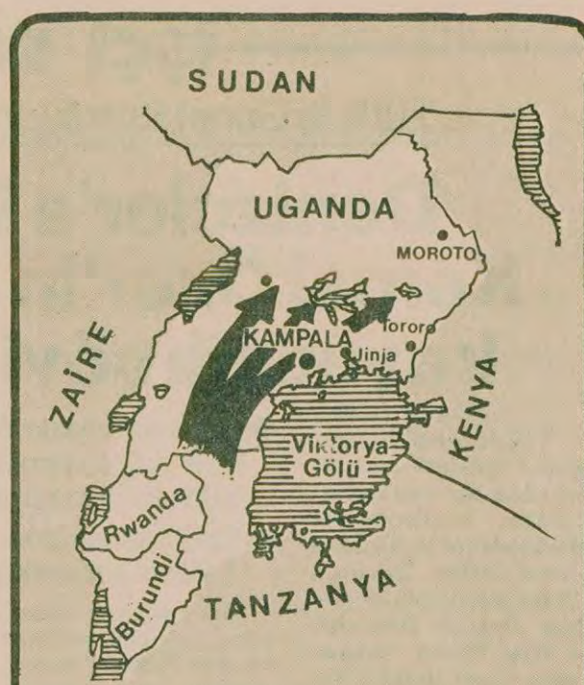 SUDAN
UGANDA
MOROTO
KAMPALA
Tororo
Jinja
ZAİRE
KENYA
Viktorya
Gölü
Rwanda
Burundi
TANZANYA